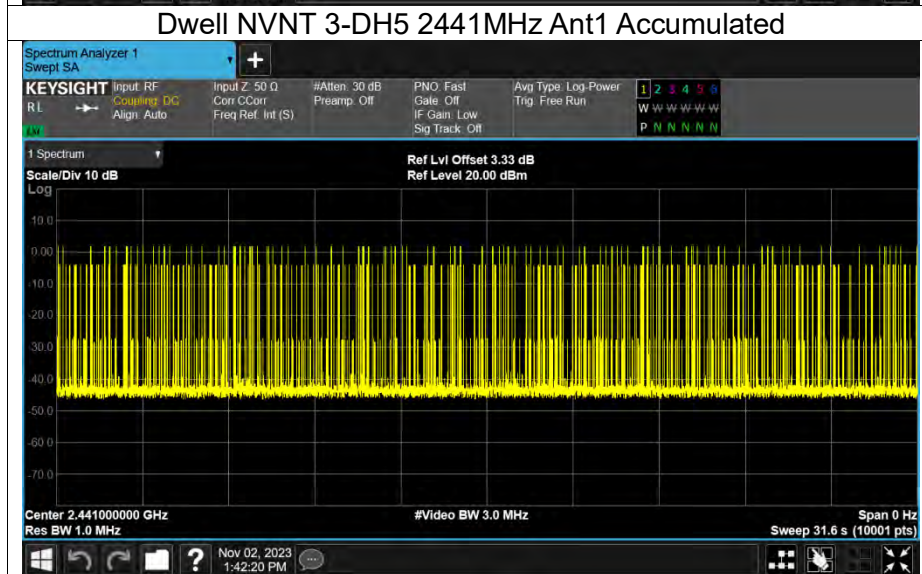 Dwell NVNT 3-DH5 2441MHz Ant1 Accumulated
Spectrum Analyzer 1
Swept SA
+
KEYSIGHT Input: RF Input Z: 50 Ω #Atten: 30 dB PNO: Fast Avg Type: Log-Power 1 2 3 4 5 6
RL Coupling: DC Corr CCorr Preamp: Off Gate: Off Trig: Free Run W W W W W W
Align: Auto Freq Ref: Int (S) IF Gain: Low
Sig Track: Off P N N N N N
LXI
1 Spectrum Ref Lvl Offset 3.33 dB
Scale/Div 10 dB Ref Level 20.00 dBm
Log
10.0
0.00
-10.0
-20.0
-30.0
-40.0
-50.0
-60.0
-70.0
Center 2.441000000 GHz #Video BW 3.0 MHz Span 0 Hz
Res BW 1.0 MHz Sweep 31.6 s (10001 pts)
? Nov 02, 2023
1:42:20 PM